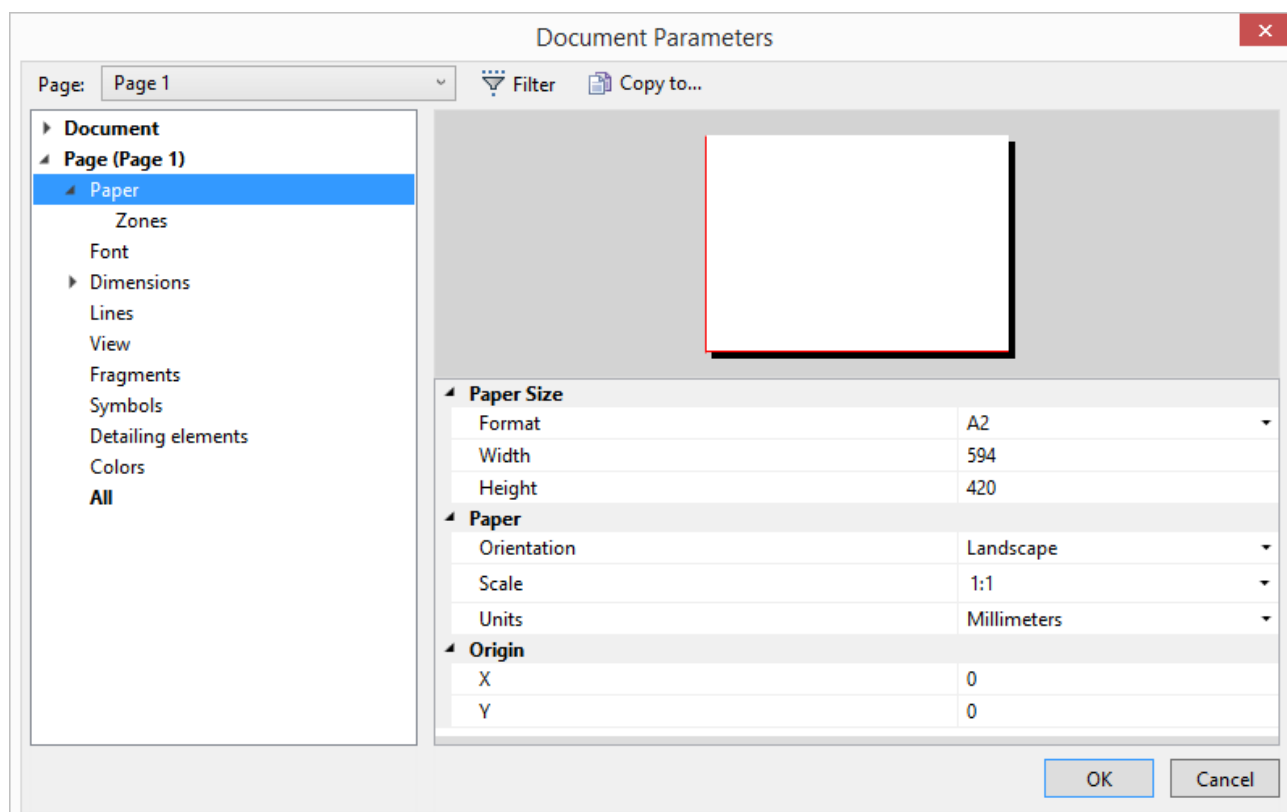 Document Parameters
Page: Page 1 Filter Copy to...
Document
Page (Page 1)
Paper
Zones
Font
Dimensions
Lines
View
Fragments
Symbols
Detailing elements
Colors
All
Paper Size
Format A2
Width 594
Height 420
Paper
Orientation Landscape
Scale 1:1
Units Millimeters
Origin
X 0
Y 0
OK Cancel